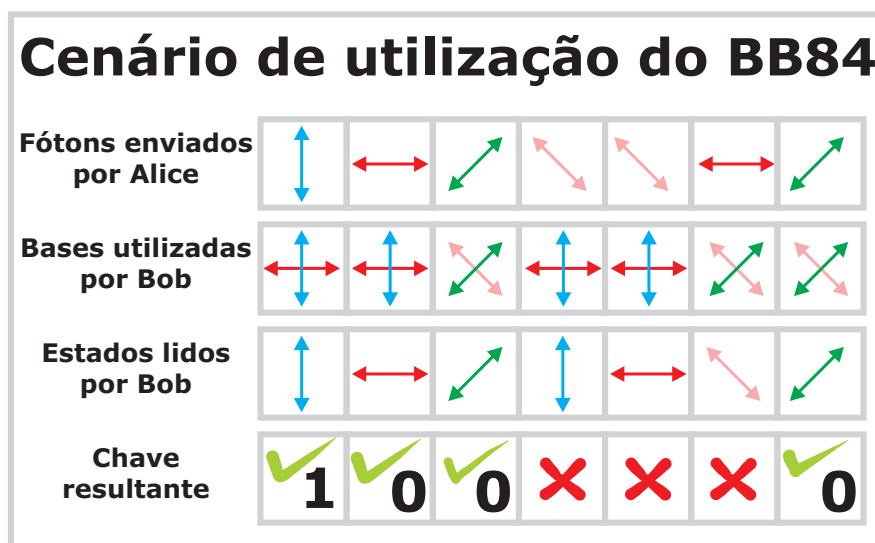 Cenário de utilização do BB84
Fótons enviados
por Alice
Bases utilizadas
por Bob
Estados lidos
por Bob
Chave
resultante
1 0 0 0